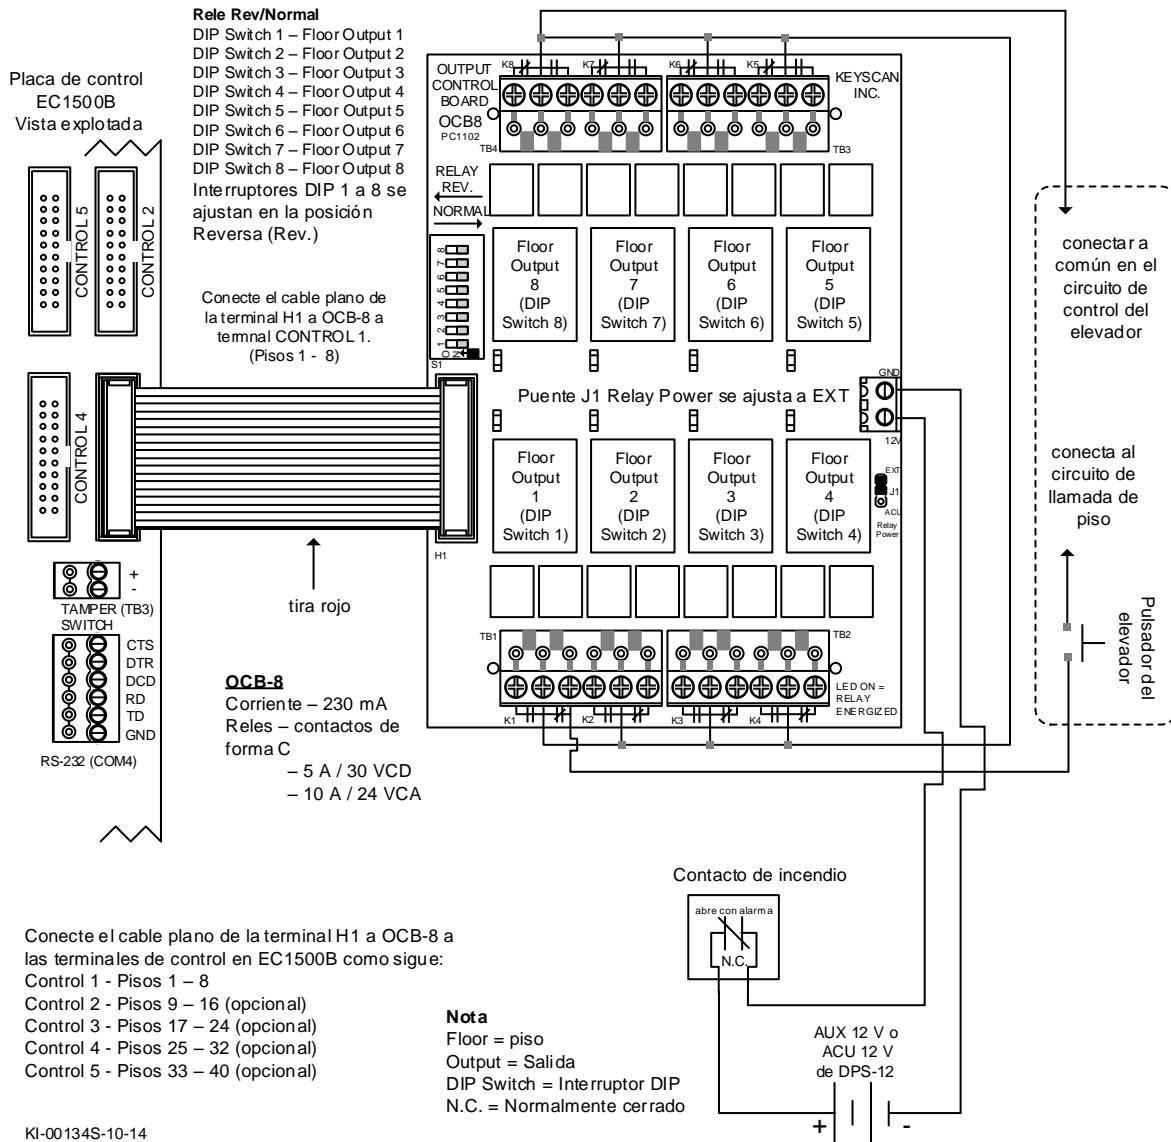 Rele Rev/Normal
DIP Switch 1 – Floor Output 1
DIP Switch 2 – Floor Output 2
DIP Switch 3 – Floor Output 3
DIP Switch 4 – Floor Output 4
DIP Switch 5 – Floor Output 5
DIP Switch 6 – Floor Output 6
DIP Switch 7 – Floor Output 7
DIP Switch 8 – Floor Output 8
Interruptores DIP 1 a 8 se
ajustan en la posición
Reversa (Rev.)
Placa de control
EC1500B
Vista explotada
CONTROL 5
CONTROL 2
CONTROL 4
Conecte el cable plano de
la terminal H1 a OCB-8 a
termnal CONTROL 1.
(Pisos 1 - 8)
tira rojo
+
-
TAMPER (TB3)
SWITCH
CTS
DTR
DCD
RD
TD
GND
RS-232 (COM4)
OCB-8
Corriente – 230 mA
Reles – contactos de
forma C
– 5 A / 30 VCD
– 10 A / 24 VCA
OUTPUT
CONTROL
BOARD
OCB8
PC1102
TB4
K8
K7
K6
K5
KEYSCAN
INC.
TB3
RELAY
REV.
NORMAL
8
7
6
5
4
3
2
1
ON
S1
H1
Floor
Output
8
(DIP
Switch 8)
Floor
Output
7
(DIP
Switch 7)
Floor
Output
6
(DIP
Switch 6)
Floor
Output
5
(DIP
Switch 5)
Puente J1 Relay Power se ajusta a EXT
GND
12V
EXT
J1
ACU
Relay
Power
Floor
Output
1
(DIP
Switch 1)
Floor
Output
2
(DIP
Switch 2)
Floor
Output
3
(DIP
Switch 3)
Floor
Output
4
(DIP
Switch 4)
TB1
TB2
K1
K2
K3
K4
LED ON =
RELAY
ENERGIZED
conectar a
común en el
circuito de
control del
elevador
conecta al
circuito de
llamada de
piso
Pulsador del
elevador
Contacto de incendio
abre con alarma
N.C.
AUX 12 V o
ACU 12 V
de DPS-12
+
-
Conecte el cable plano de la terminal H1 a OCB-8 a
las terminales de control en EC1500B como sigue:
Control 1 - Pisos 1 – 8
Control 2 - Pisos 9 – 16 (opcional)
Control 3 - Pisos 17 – 24 (opcional)
Control 4 - Pisos 25 – 32 (opcional)
Control 5 - Pisos 33 – 40 (opcional)
Nota
Floor = piso
Output = Salida
DIP Switch = Interruptor DIP
N.C. = Normalmente cerrado
KI-00134S-10-14